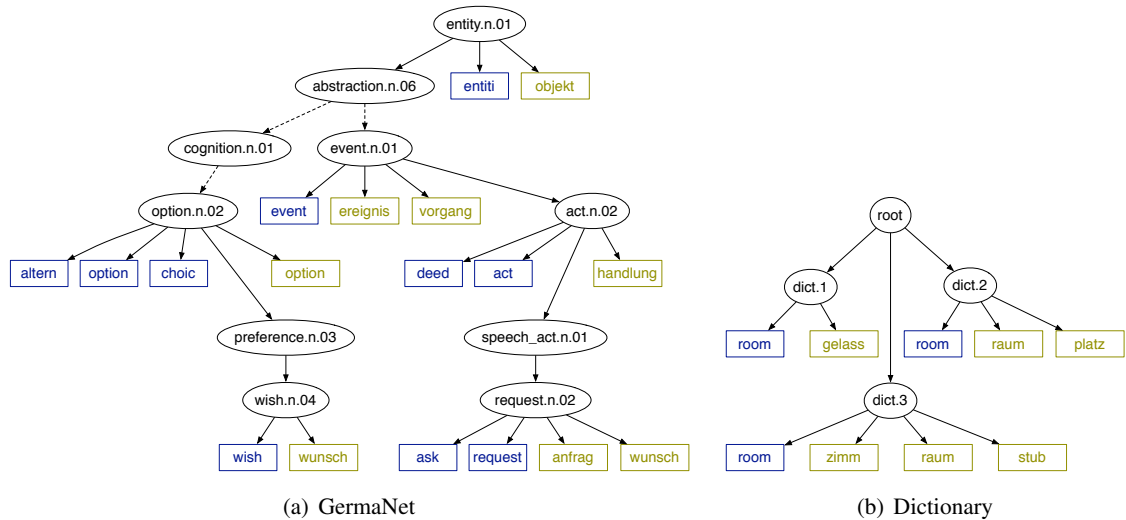 entity.n.01
abstraction.n.06 entiti objekt
cognition.n.01 event.n.01
option.n.02 event ereignis vorgang act.n.02
altern option choic option deed act handlung
preference.n.03 speech_act.n.01
wish.n.04 request.n.02
wish wunsch ask request anfrag wunsch
(a) GermaNet
root
dict.1 dict.2
room gelass room raum platz
dict.3
room zimm raum stub
(b) Dictionary